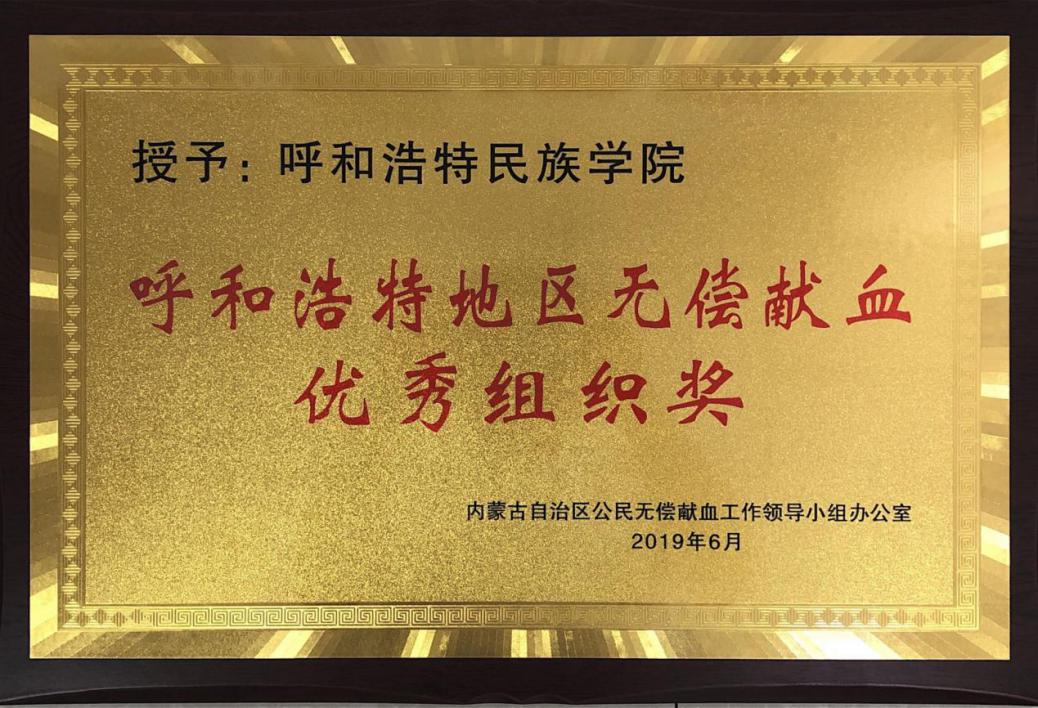 授予：呼和浩特民族学院
呼和浩特地区无偿献血
优秀组织奖
内蒙古自治区公民无偿献血工作领导小组办公室
2019年6月